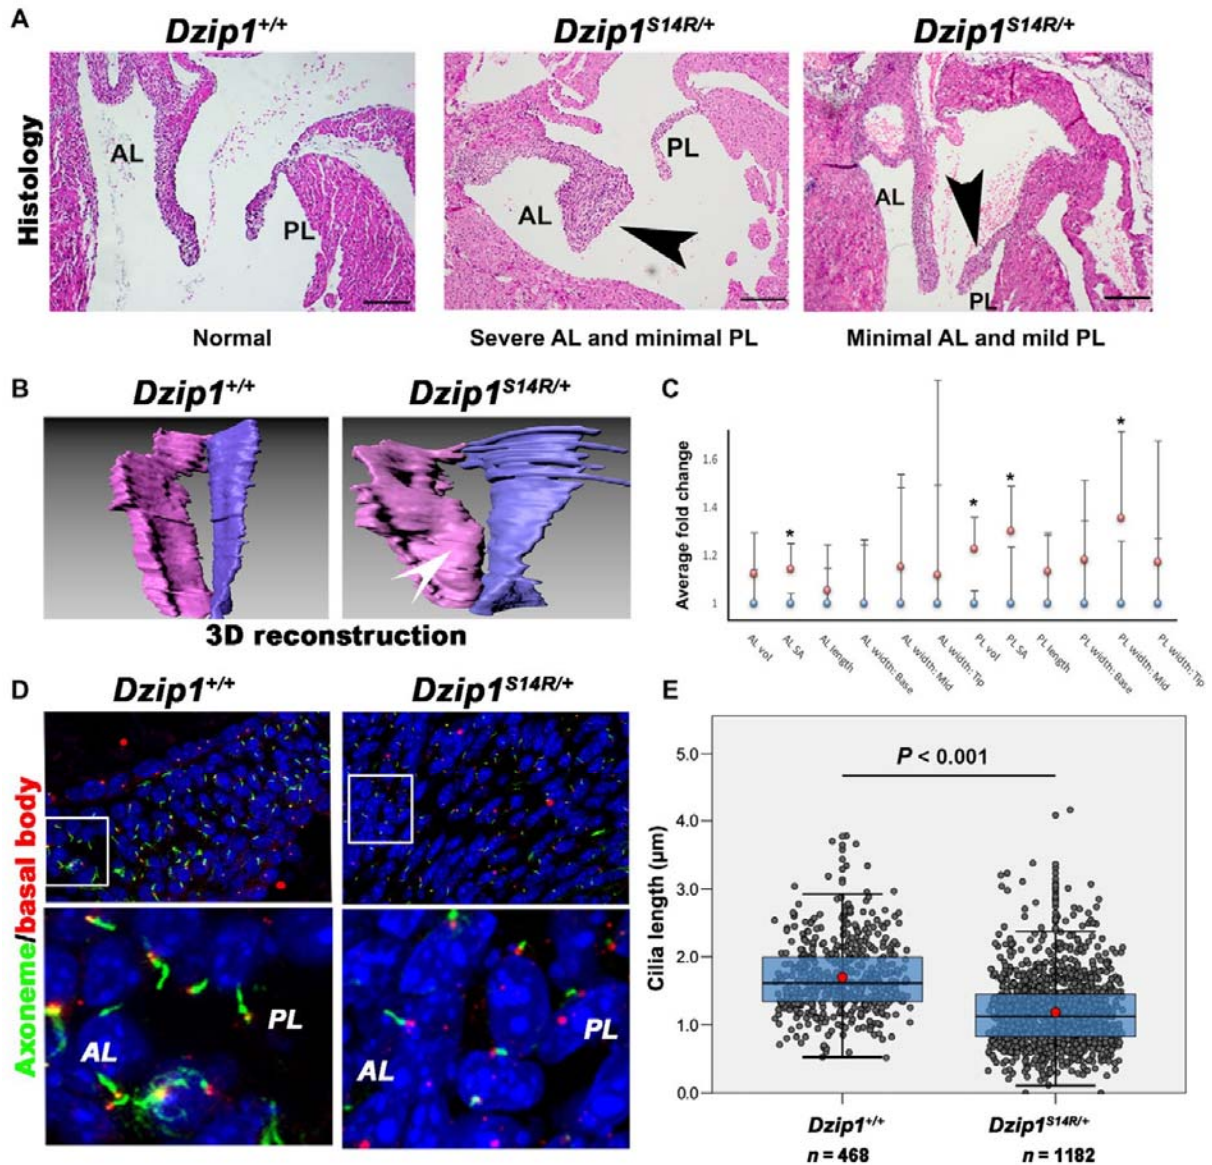 A
Dzip1+/+
Dzip1S14R/+
Dzip1S14R/+
Histology
AL
PL
AL
PL
AL
PL
Normal
Severe AL and minimal PL
Minimal AL and mild PL
B
Dzip1+/+
Dzip1S14R/+
3D reconstruction
C
Average fold change
1.6
1.4
1.2
1
*
*
*
*
AL vol
AL SA
AL length
AL width: Base
AL width: Mid
AL width: Tip
PL vol
PL SA
PL length
PL width: Base
PL width: Mid
PL width: Tip
D
Dzip1+/+
Dzip1S14R/+
Axoneme/basal body
AL
PL
AL
PL
E
Cilia length (µm)
5.0
4.0
3.0
2.0
1.0
0.0
P < 0.001
Dzip1+/+
Dzip1S14R/+
n = 468
n = 1182